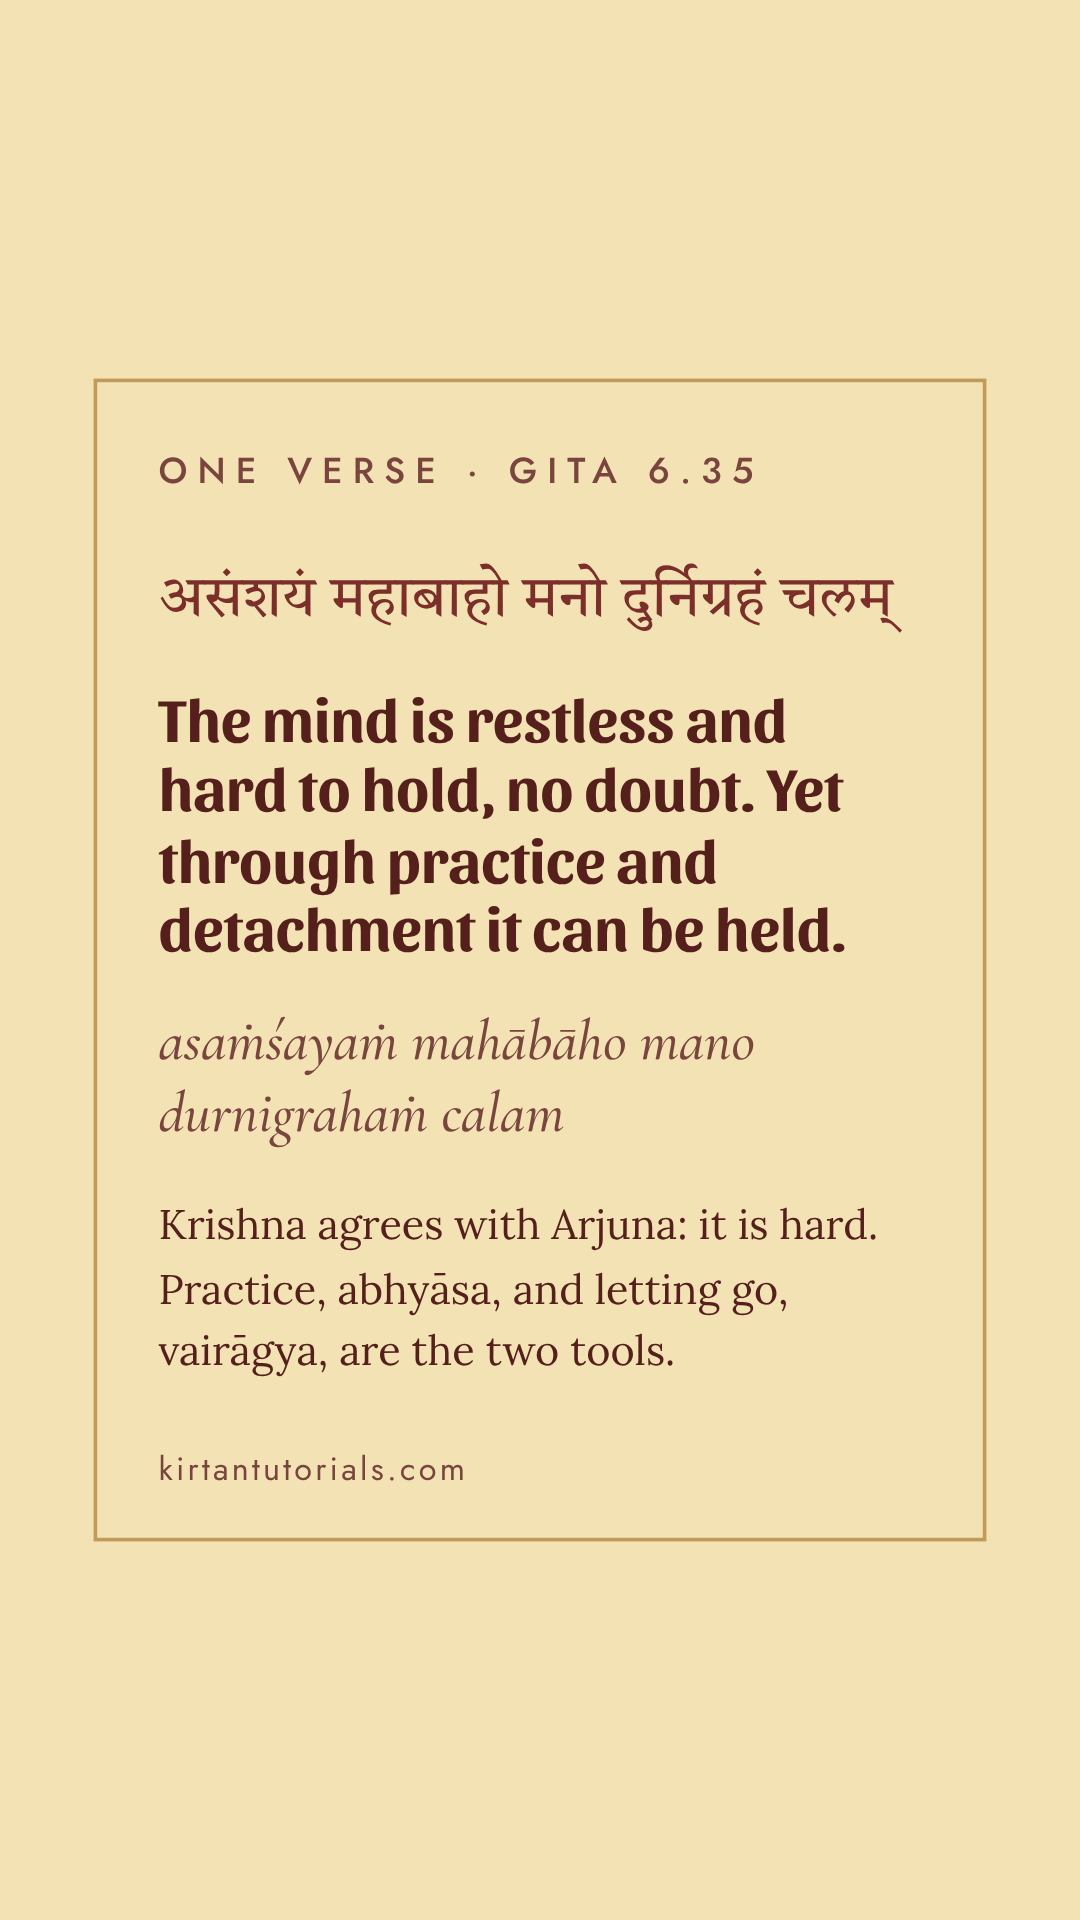 ONE VERSE · GITA 6.35
असंशयं महाबाहो मनो दुर्निग्रहं चलम्
The mind is restless and
hard to hold, no doubt. Yet
through practice and
detachment it can be held.
asaṁśayaṁ mahābāho mano
durnigrahaṁ calam
Krishna agrees with Arjuna: it is hard.
Practice, abhyāsa, and letting go,
vairāgya, are the two tools.
kirtantutorials.com